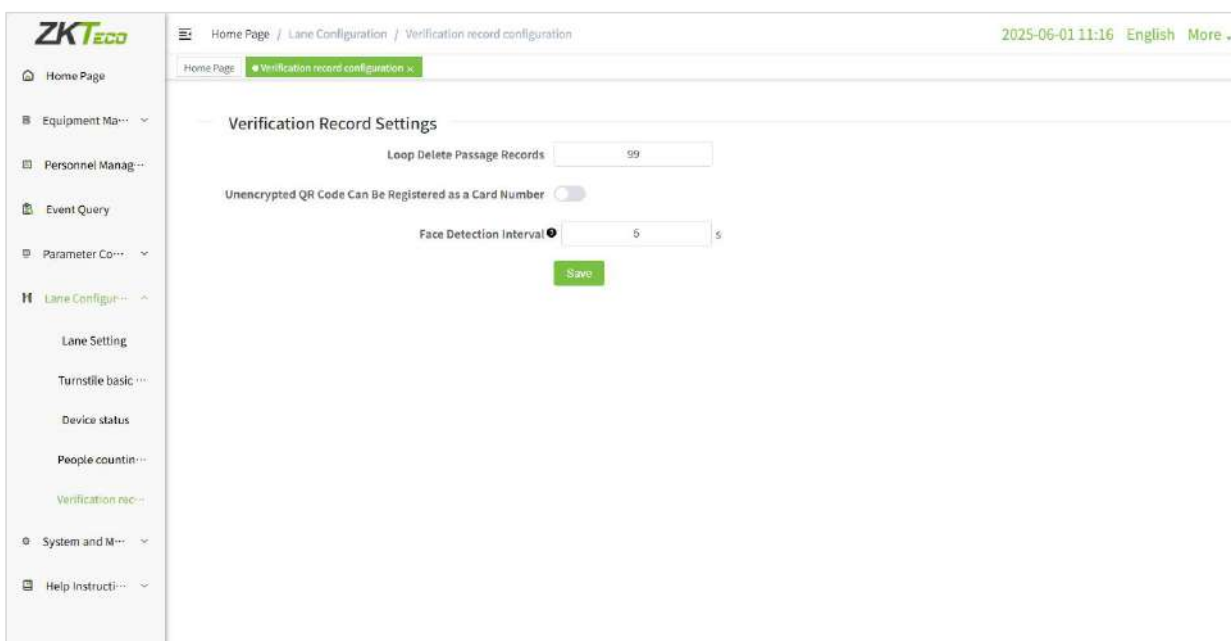 ZKTeco
Home Page / Lane Configuration / Verification record configuration
2025-06-01 11:16 English More
Home Page Verification record configuration ×
Home Page
Equipment Ma···
Personnel Manag···
Event Query
Parameter Co···
Lane Configur···
Lane Setting
Turnstile basic ···
Device status
People countin···
Verification rec···
System and M···
Help Instructi···
Verification Record Settings
Loop Delete Passage Records 99
Unencrypted QR Code Can Be Registered as a Card Number
Face Detection Interval 5 s
Save